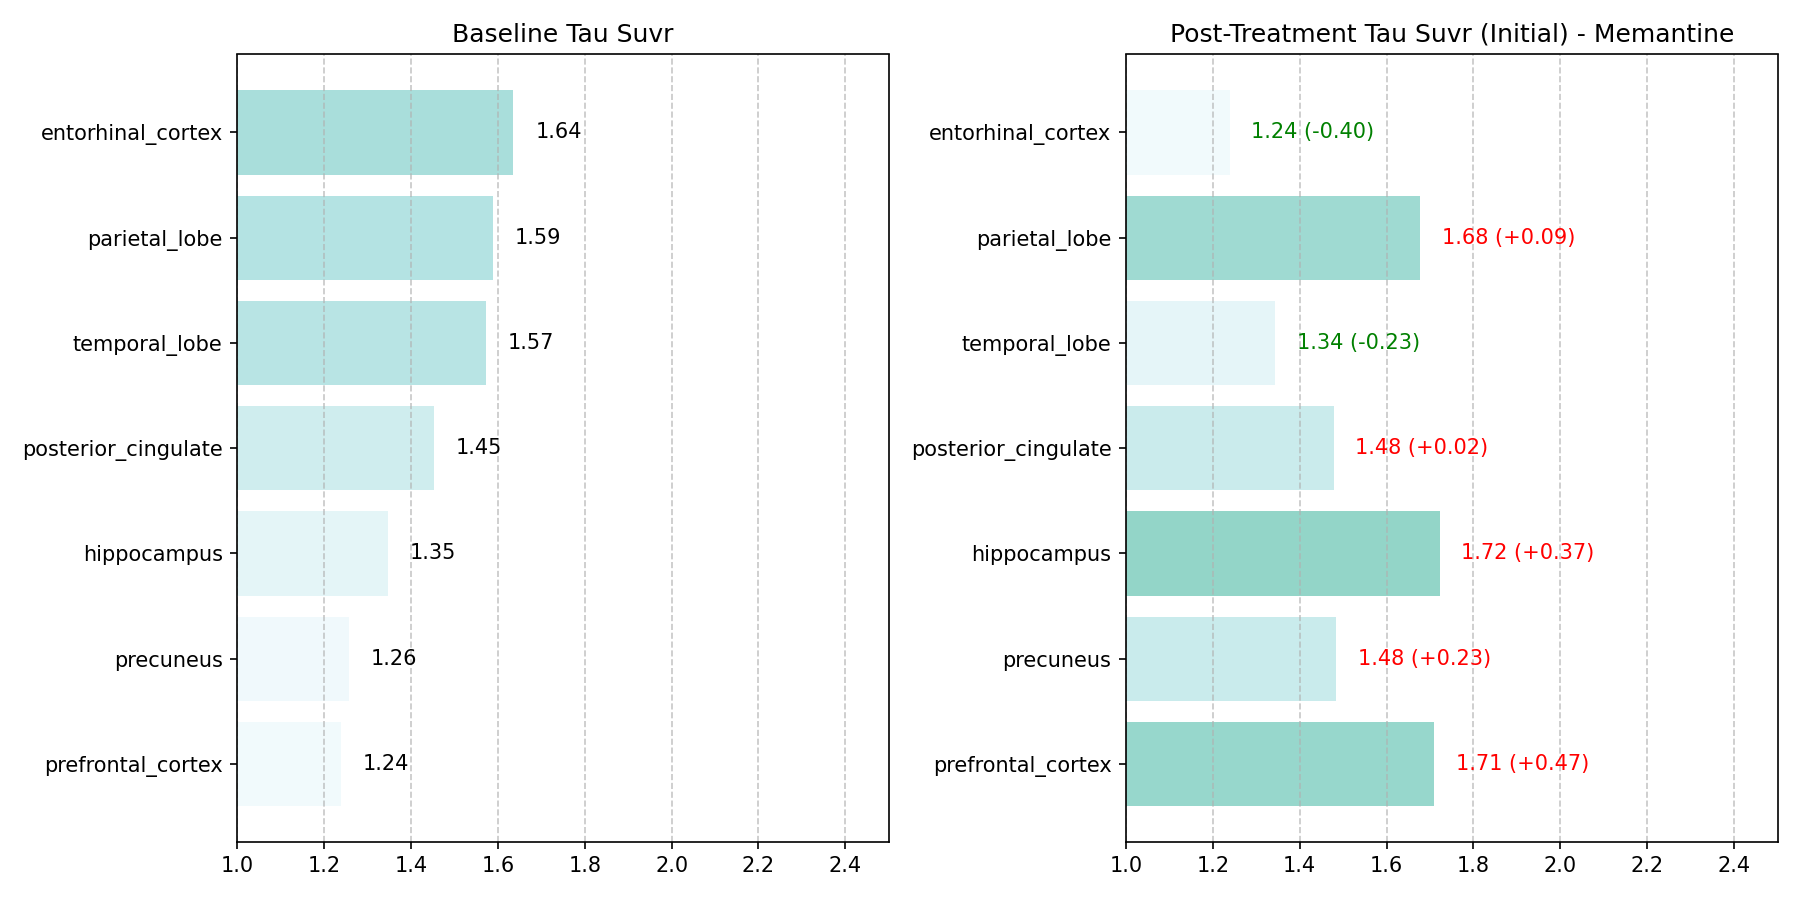 Baseline Tau Suvr
entorhinal_cortex
1.64
parietal_lobe
1.59
temporal_lobe
1.57
posterior_cingulate
1.45
hippocampus
1.35
precuneus
1.26
prefrontal_cortex
1.24
1.0 1.2 1.4 1.6 1.8 2.0 2.2 2.4
Post-Treatment Tau Suvr (Initial) - Memantine
entorhinal_cortex
1.24 (-0.40)
parietal_lobe
1.68 (+0.09)
temporal_lobe
1.34 (-0.23)
posterior_cingulate
1.48 (+0.02)
hippocampus
1.72 (+0.37)
precuneus
1.48 (+0.23)
prefrontal_cortex
1.71 (+0.47)
1.0 1.2 1.4 1.6 1.8 2.0 2.2 2.4